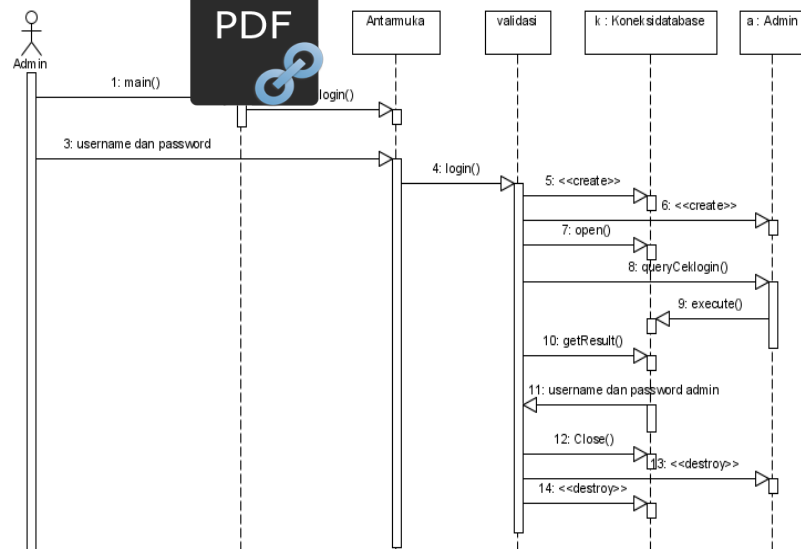 PDF
Antarmuka
validasi
k : Koneksidatabase
a : Admin
Admin
1: main()
login()
3: username dan password
4: login()
5: <<create>>
6: <<create>>
7: open()
8: queryCeklogin()
9: execute()
10: getResult()
11: username dan password admin
12: Close()
13: <<destroy>>
14: <<destroy>>